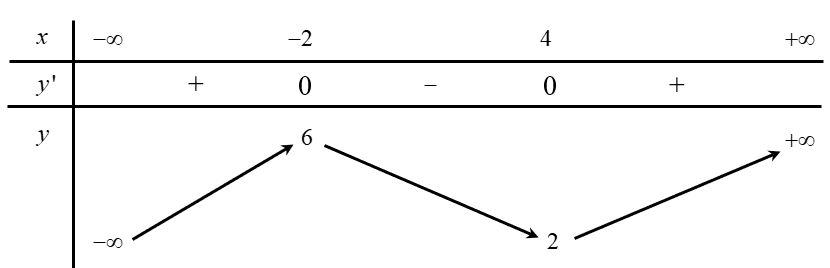 x −∞ −2 4 +∞
y' + 0 − 0 +
y 6 +∞
−∞ 2